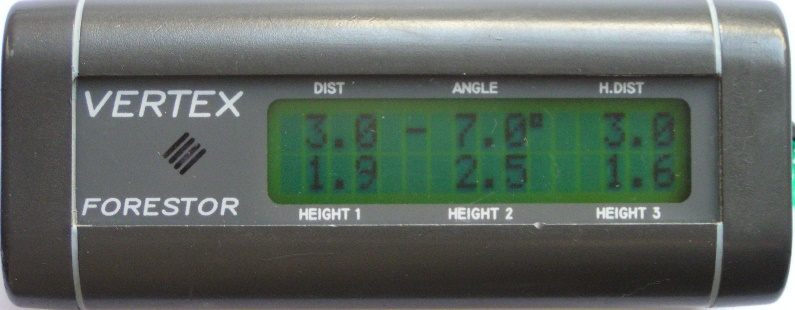 DIST ANGLE H.DIST
VERTEX
3.0 - 7.0° 3.0
1.9 2.5 1.6
FORESTOR
HEIGHT 1 HEIGHT 2 HEIGHT 3